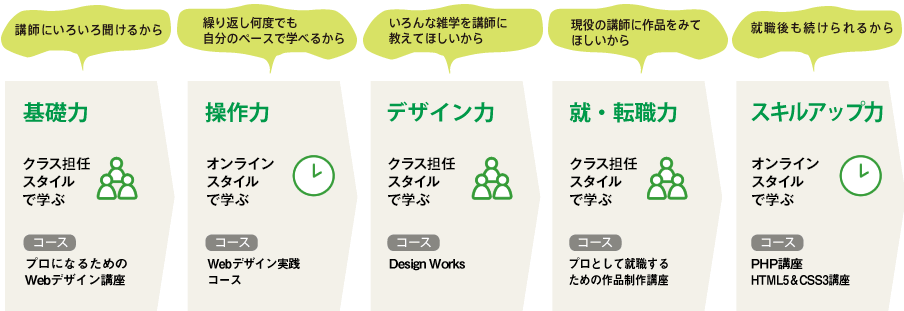 講師にいろいろ聞けるから
繰り返し何度でも
自分のペースで学べるから
いろんな雑学を講師に
教えてほしいから
現役の講師に作品をみて
ほしいから
就職後も続けられるから
基礎力
クラス担任
スタイル
で学ぶ
コース
プロになるための
Webデザイン講座
操作力
オンライン
スタイル
で学ぶ
コース
Webデザイン実践
コース
デザイン力
クラス担任
スタイル
で学ぶ
コース
Design Works
就・転職力
クラス担任
スタイル
で学ぶ
コース
プロとして就職する
ための作品制作講座
スキルアップ力
オンライン
スタイル
で学ぶ
コース
PHP講座
HTML5＆CSS3講座